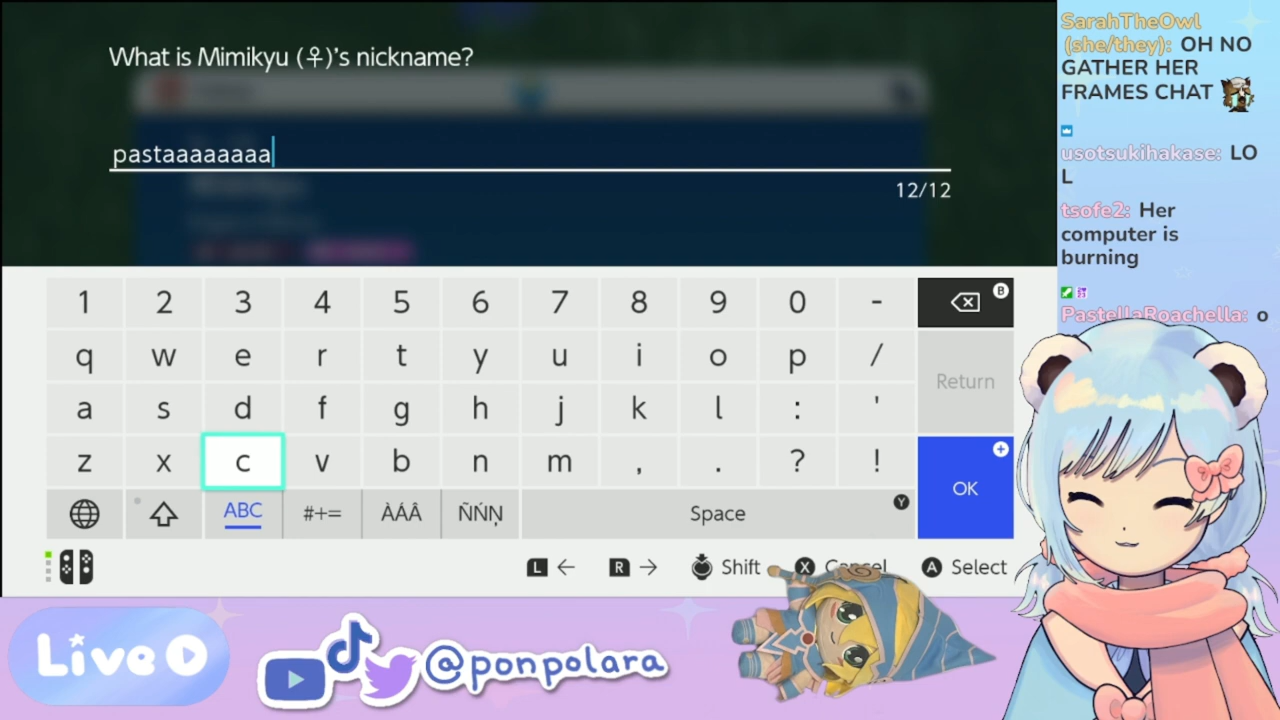 What is Mimikyu (♀)'s nickname?
pastaaaaaaaa
12/12
1 2 3 4 5 6 7 8 9 0 -
q w e r t y u i o p /
Return
a s d f g h j k l : '
z x c v b n m , . ? !
OK
ABC #+= ÀÁÂ ÑŃŅ Space
L ← R → Shift X Cancel A Select
B
+
Y
SarahTheOwl
(she/they): OH NO
GATHER HER
FRAMES CHAT
usotsukihakase: LO
L
tsofe2: Her
computer is
burning
PastellaRoachella: o
Live
@ponpolara